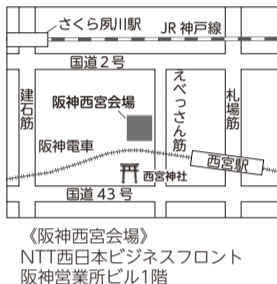 さくら夙川駅
JR 神戸線
国道2号
建石筋
阪神西宮会場
えべっさん筋
札場筋
阪神電車
西宮駅
西宮神社
国道 43号
《阪神西宮会場》
NTT西日本ビジネスフロント
阪神営業所ビル1階